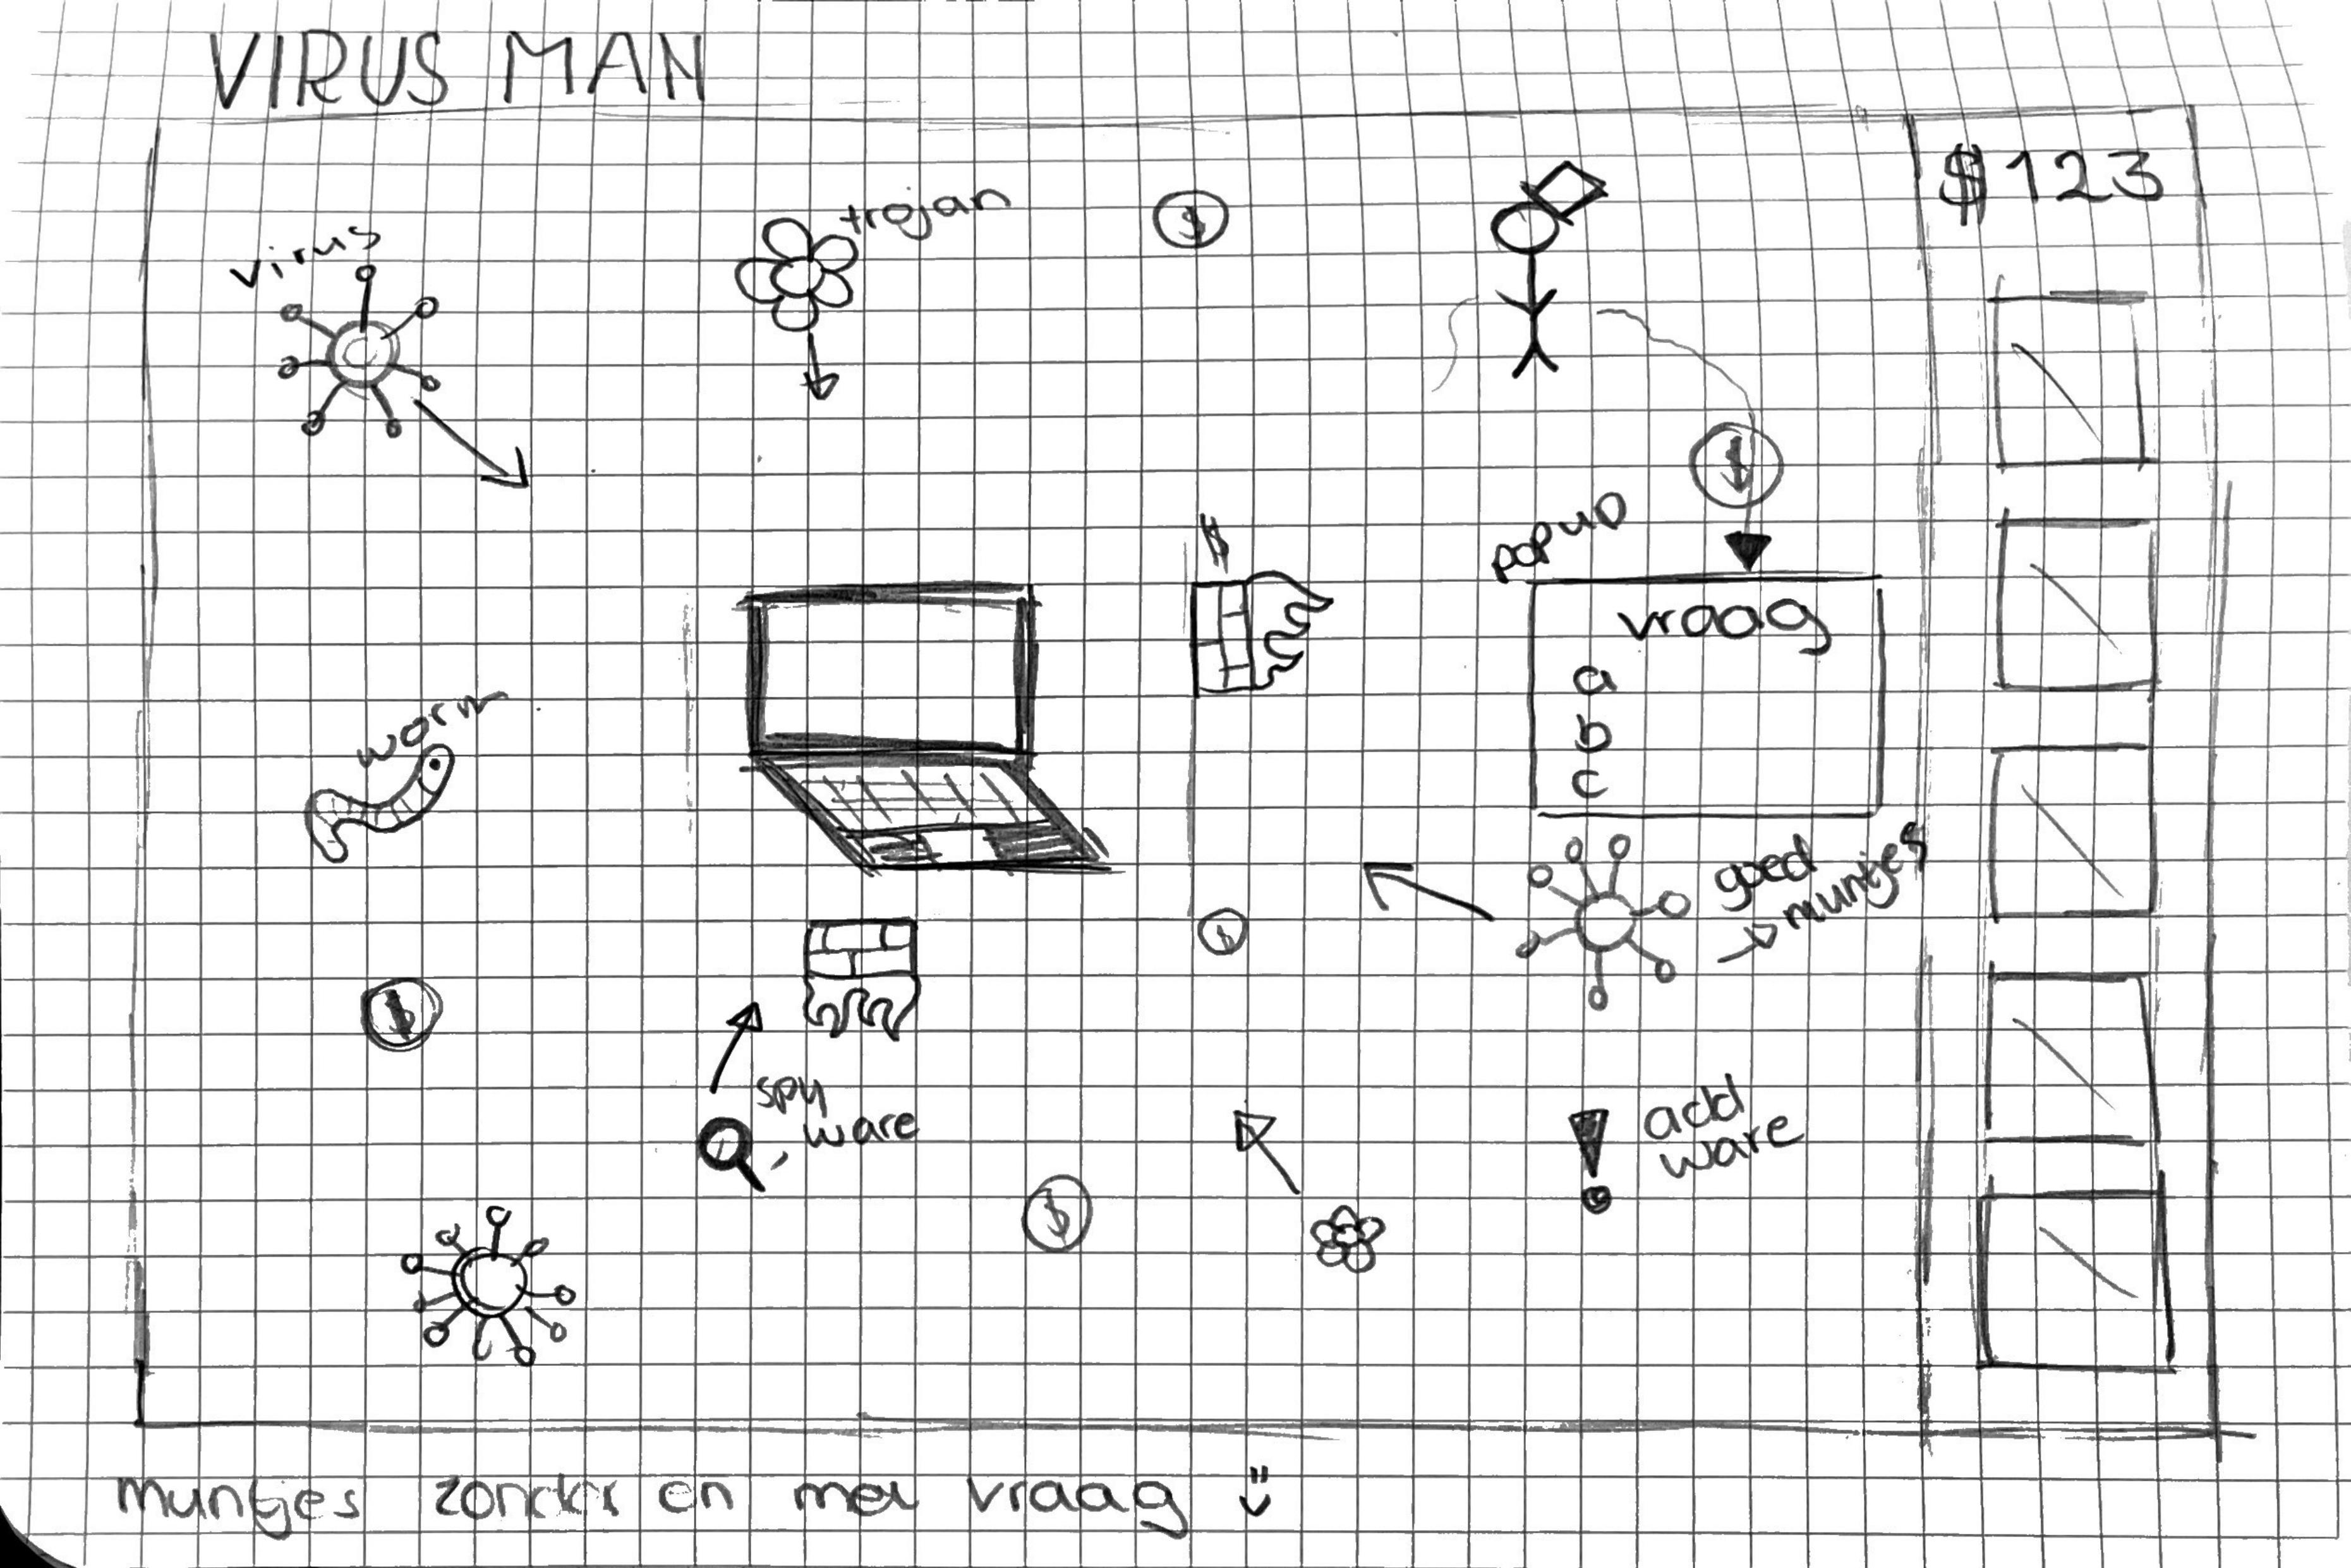 VIRUS MAN
$123
virus
trojan
$
$
$
popup
vraag
a
b
c
worm
goed
→ muntjes
$
$
spy
ware
add
ware
$
muntjes zonder en met vraag